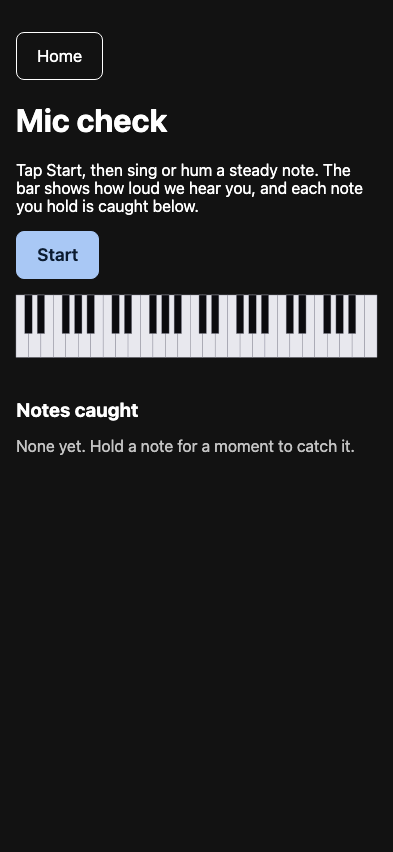 Home
Mic check
Tap Start, then sing or hum a steady note. The
bar shows how loud we hear you, and each note
you hold is caught below.
Start
Notes caught
None yet. Hold a note for a moment to catch it.